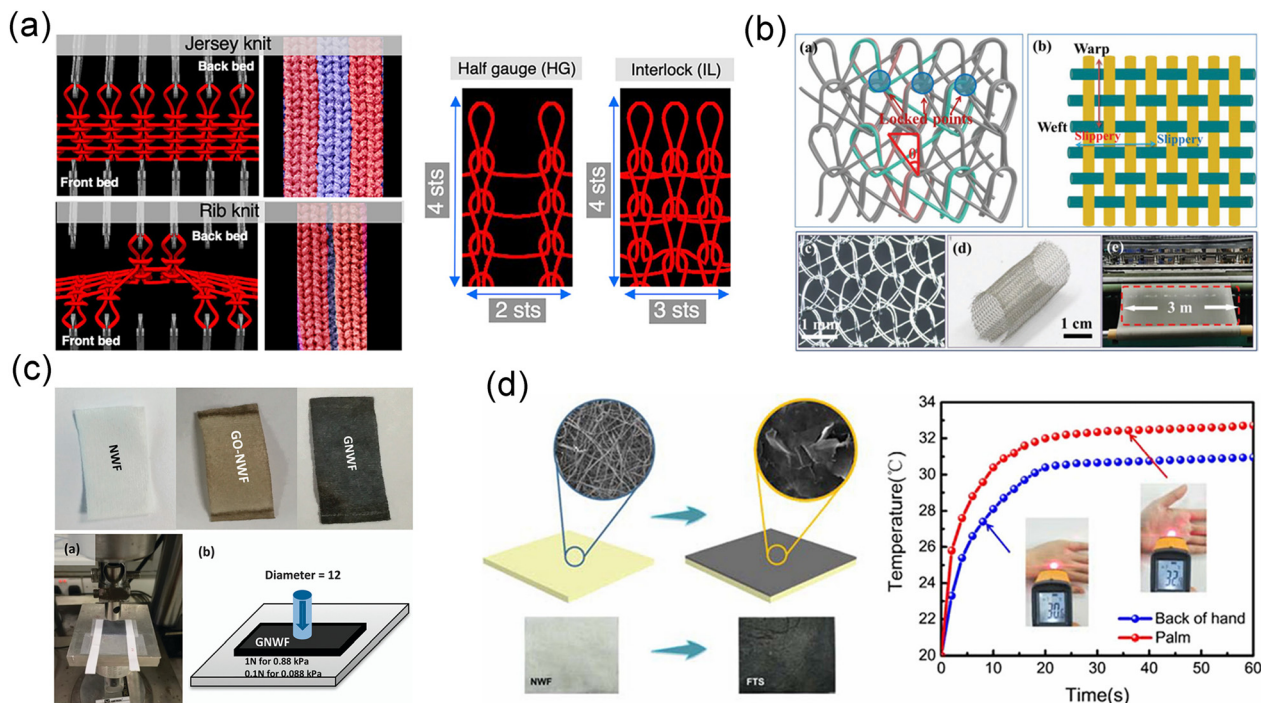 (a)
Jersey knit
Back bed
Front bed
Rib knit
Back bed
Front bed
Half gauge (HG)
4 sts
2 sts
Interlock (IL)
4 sts
3 sts
(b)
(a)
Locked points
θ
(b)
Warp
Weft
Slippery
Slippery
(c)
1 mm
(d)
1 cm
(e)
3 m
(c)
NWF
GO-NWF
GNWF
(a)
(b)
Diameter = 12
GNWF
1N for 0.88 kPa
0.1N for 0.088 kPa
(d)
NWF
FTS
Temperature(℃)
34
32
30
28
26
24
22
20
Back of hand
Palm
0 10 20 30 40 50 60
Time(s)